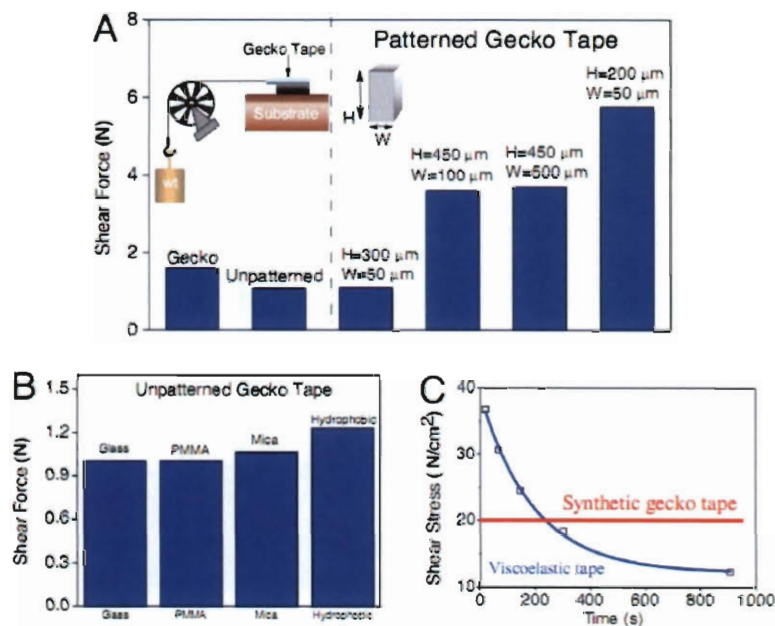 A
Patterned Gecko Tape
Gecko Tape
Substrate
wt
H
W
H=200 μm
W=50 μm
H=450 μm
W=100 μm
H=450 μm
W=500 μm
H=300 μm
W=50 μm
Gecko
Unpatterned
Shear Force (N)
8
6
4
2
0
B
Unpatterned Gecko Tape
Shear Force (N)
1.5
1.2
0.9
0.6
0.3
0.0
Glass
PMMA
Mica
Hydrophobic
Glass
PMMA
Mica
Hydrophobic
C
Shear Stress (N/cm²)
40
30
20
10
Synthetic gecko tape
Viscoelastic tape
0 200 400 600 800 1000
Time (s)